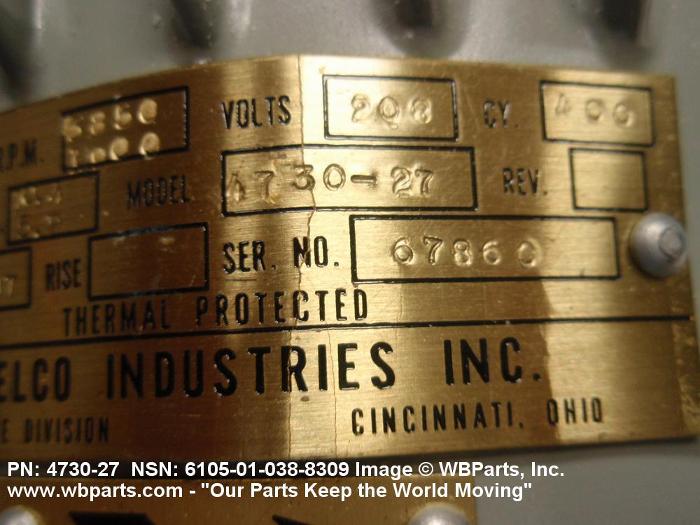 R.P.M. 5850 VOLTS 208 CY. 400
MODEL 4730-27 REV.
RISE SER. NO. 67860
THERMAL PROTECTED
ELCO INDUSTRIES INC.
E DIVISION CINCINNATI, OHIO
PN: 4730-27 NSN: 6105-01-038-8309 Image © WBParts, Inc.
www.wbparts.com - "Our Parts Keep the World Moving"